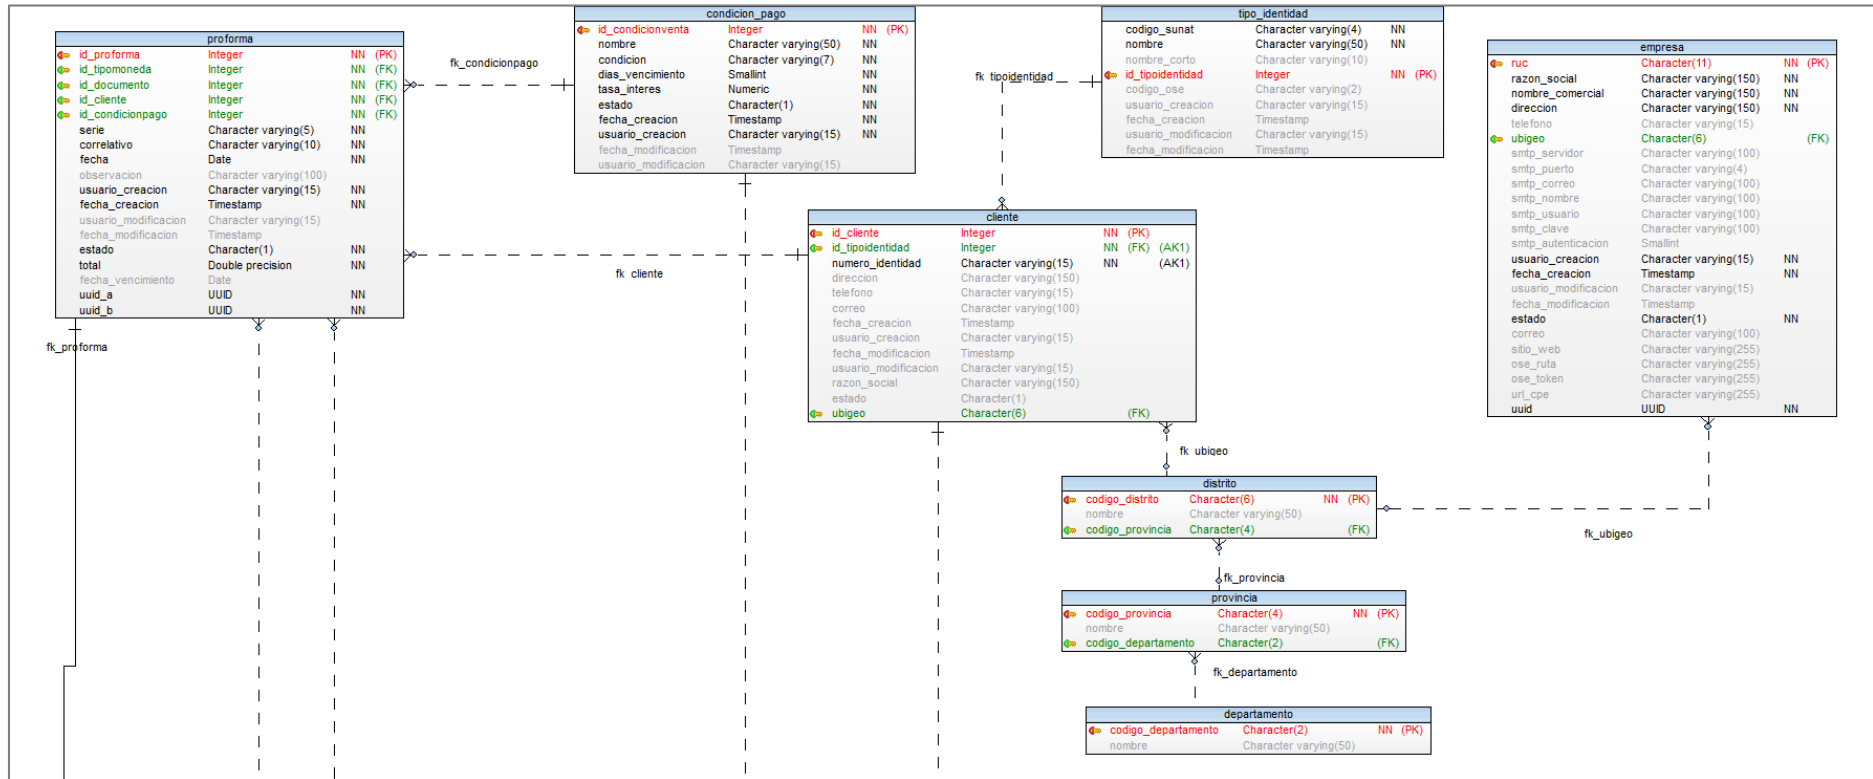 proforma
id_proforma Integer NN (PK)
id_tipomoneda Integer NN (FK)
id_documento Integer NN (FK)
id_cliente Integer NN (FK)
id_condicionpago Integer NN (FK)
serie Character varying(5) NN
correlativo Character varying(10) NN
fecha Date NN
observacion Character varying(100)
usuario_creacion Character varying(15) NN
fecha_creacion Timestamp NN
usuario_modificacion Character varying(15)
fecha_modificacion Timestamp
estado Character(1) NN
total Double precision NN
fecha_vencimiento Date
uuid_a UUID NN
uuid_b UUID NN
fk_proforma
fk_condicionpago
fk_cliente
condicion_pago
id_condicionventa Integer NN (PK)
nombre Character varying(50) NN
condicion Character varying(7) NN
dias_vencimiento Smallint NN
tasa_interes Numeric NN
estado Character(1) NN
fecha_creacion Timestamp NN
usuario_creacion Character varying(15) NN
fecha_modificacion Timestamp
usuario_modificacion Character varying(15)
fk_tipoidentidad
tipo_identidad
codigo_sunat Character varying(4) NN
nombre Character varying(50) NN
nombre_corto Character varying(10)
id_tipoidentidad Integer NN (PK)
codigo_ose Character varying(2)
usuario_creacion Character varying(15)
fecha_creacion Timestamp
usuario_modificacion Character varying(15)
fecha_modificacion Timestamp
cliente
id_cliente Integer NN (PK)
id_tipoidentidad Integer NN (FK) (AK1)
numero_identidad Character varying(15) NN (AK1)
direccion Character varying(150)
telefono Character varying(15)
correo Character varying(100)
fecha_creacion Timestamp
usuario_creacion Character varying(15)
fecha_modificacion Timestamp
usuario_modificacion Character varying(15)
razon_social Character varying(150)
estado Character(1)
ubigeo Character(6) (FK)
fk_ubigeo
empresa
ruc Character(11) NN (PK)
razon_social Character varying(150) NN
nombre_comercial Character varying(150) NN
direccion Character varying(150) NN
telefono Character varying(15)
ubigeo Character(6) (FK)
smtp_servidor Character varying(100)
smtp_puerto Character varying(4)
smtp_correo Character varying(100)
smtp_nombre Character varying(100)
smtp_usuario Character varying(100)
smtp_clave Character varying(100)
smtp_autenticacion Smallint
usuario_creacion Character varying(15) NN
fecha_creacion Timestamp NN
usuario_modificacion Character varying(15)
fecha_modificacion Timestamp
estado Character(1) NN
correo Character varying(100)
sitio_web Character varying(255)
ose_ruta Character varying(255)
ose_token Character varying(255)
url_cpe Character varying(255)
uuid UUID NN
fk_ubigeo
distrito
codigo_distrito Character(6) NN (PK)
nombre Character varying(50)
codigo_provincia Character(4) (FK)
fk_provincia
provincia
codigo_provincia Character(4) NN (PK)
nombre Character varying(50)
codigo_departamento Character(2) (FK)
fk_departamento
departamento
codigo_departamento Character(2) NN (PK)
nombre Character varying(50)